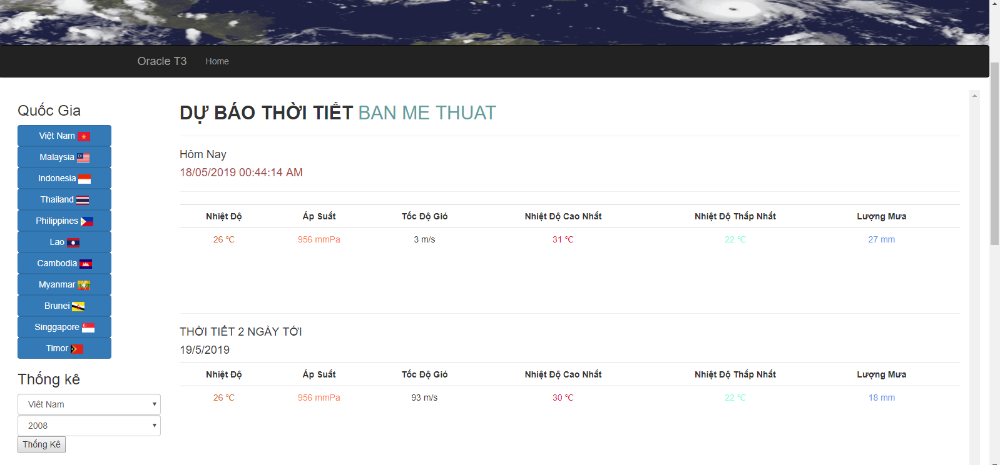 Oracle T3 Home
Quốc Gia
Việt Nam
Malaysia
Indonesia
Thailand
Philippines
Lao
Cambodia
Myanmar
Brunei
Singgapore
Timor
Thống kê
Viêt Nam
2008
Thống Kê
DỰ BÁO THỜI TIẾT BAN ME THUAT
Hôm Nay
18/05/2019 00:44:14 AM
Nhiệt Độ Áp Suất Tốc Độ Gió Nhiệt Độ Cao Nhất Nhiệt Độ Thấp Nhất Lượng Mưa
26 °C 956 mmPa 3 m/s 31 °C 22 °C 27 mm
THỜI TIẾT 2 NGÀY TỚI
19/5/2019
Nhiệt Độ Áp Suất Tốc Độ Gió Nhiệt Độ Cao Nhất Nhiệt Độ Thấp Nhất Lượng Mưa
26 °C 956 mmPa 93 m/s 30 °C 22 °C 18 mm